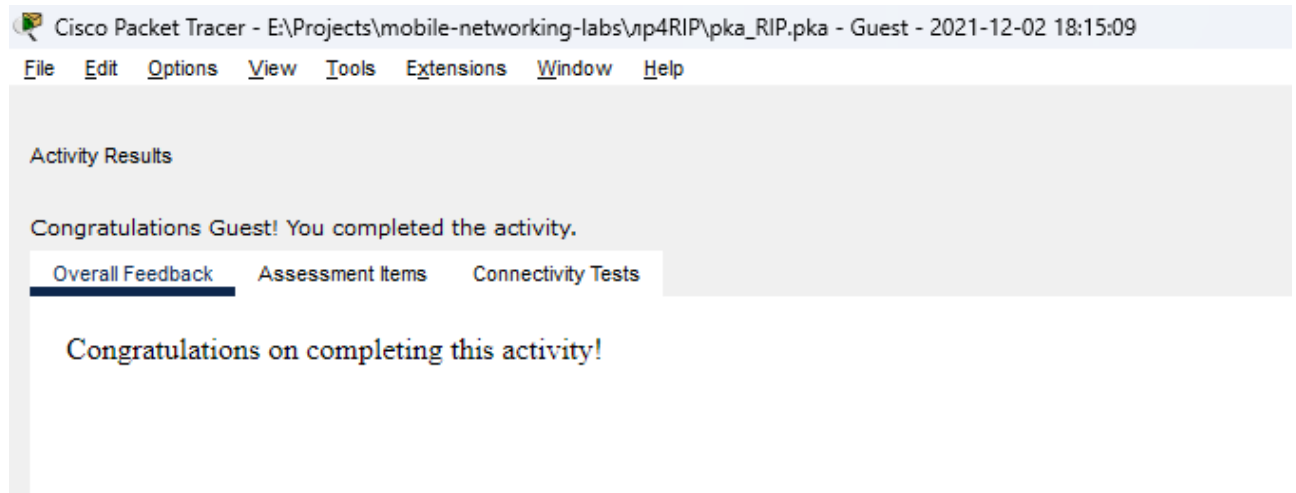 Cisco Packet Tracer - E:\Projects\mobile-networking-labs\лр4RIP\pka_RIP.pka - Guest - 2021-12-02 18:15:09
File Edit Options View Tools Extensions Window Help
Activity Results
Congratulations Guest! You completed the activity.
Overall Feedback Assessment Items Connectivity Tests
Congratulations on completing this activity!